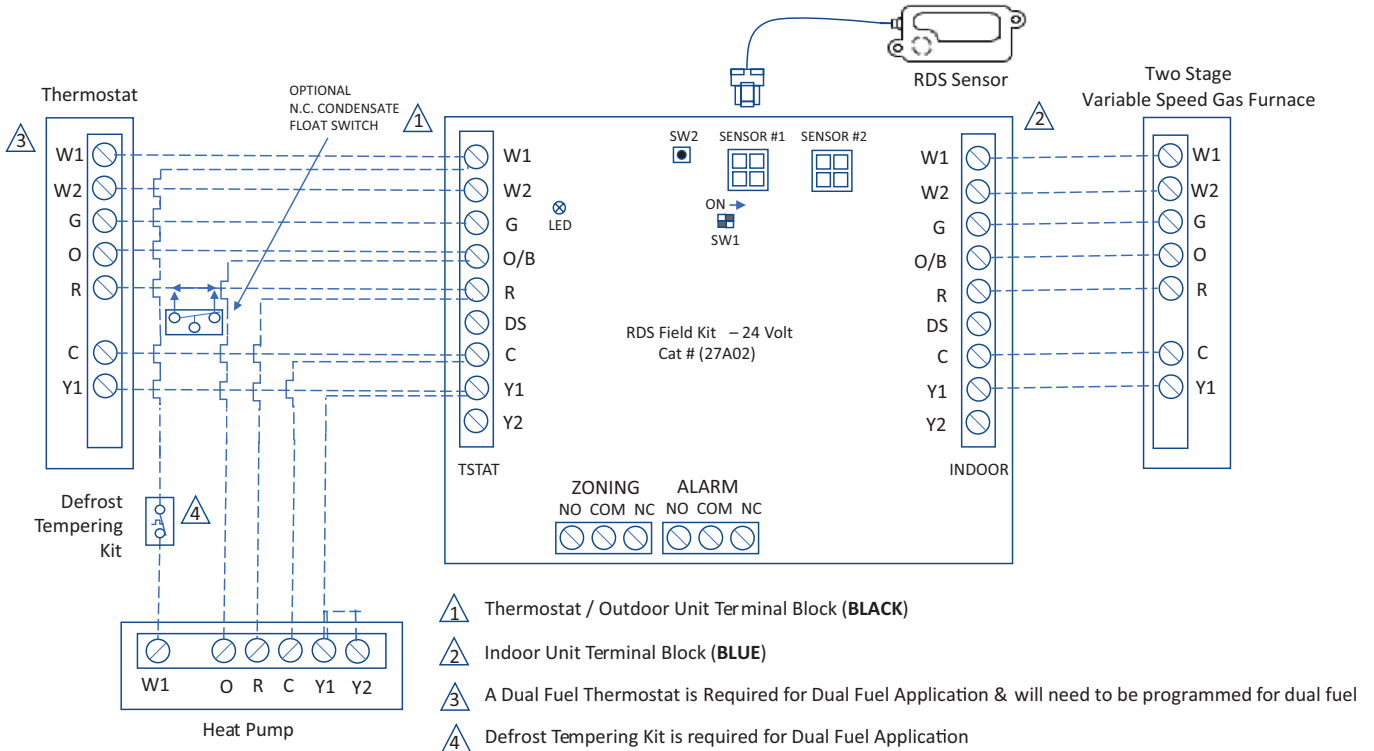 RDS Sensor
Two Stage
Variable Speed Gas Furnace
Thermostat
OPTIONAL
N.C. CONDENSATE
FLOAT SWITCH
3
1
2
W1
W2
G
O
R
C
Y1
W1
W2
G
O/B
R
DS
C
Y1
Y2
TSTAT
SW2
SENSOR #1
SENSOR #2
LED
ON
SW1
RDS Field Kit – 24 Volt
Cat # (27A02)
W1
W2
G
O/B
R
DS
C
Y1
Y2
INDOOR
W1
W2
G
O
R
C
Y1
ZONING
ALARM
NO COM NC
NO COM NC
Defrost
Tempering
Kit
4
W1
O
R
C
Y1
Y2
Heat Pump
1 Thermostat / Outdoor Unit Terminal Block (BLACK)
2 Indoor Unit Terminal Block (BLUE)
3 A Dual Fuel Thermostat is Required for Dual Fuel Application & will need to be programmed for dual fuel
4 Defrost Tempering Kit is required for Dual Fuel Application